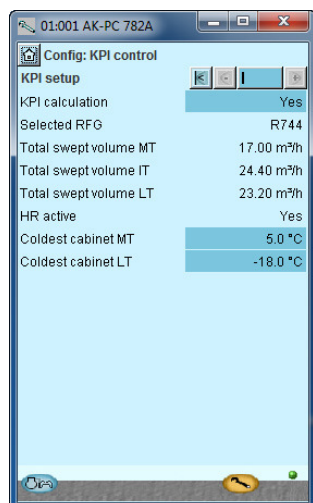 01:001 AK-PC 782A
Config: KPI control
KPI setup
KPI calculation Yes
Selected RFG R744
Total swept volume MT 17.00 m³/h
Total swept volume IT 24.40 m³/h
Total swept volume LT 23.20 m³/h
HR active Yes
Coldest cabinet MT 5.0 °C
Coldest cabinet LT -18.0 °C